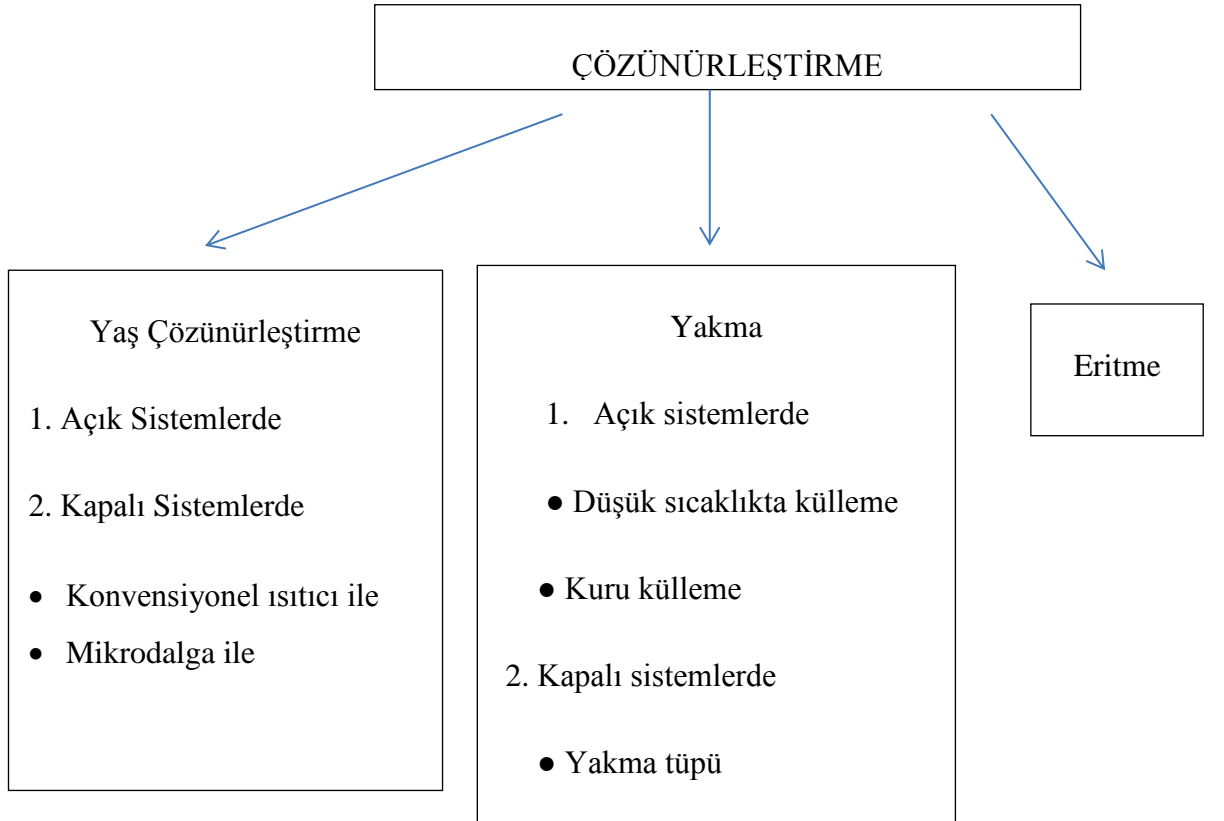 ÇÖZÜNÜRLEŞTİRME
Yaş Çözünürleştirme
1. Açık Sistemlerde
2. Kapalı Sistemlerde
• Konvensiyonel ısıtıcı ile
• Mikrodalga ile
Yakma
1. Açık sistemlerde
● Düşük sıcaklıkta külleme
● Kuru külleme
2. Kapalı sistemlerde
● Yakma tüpü
Eritme